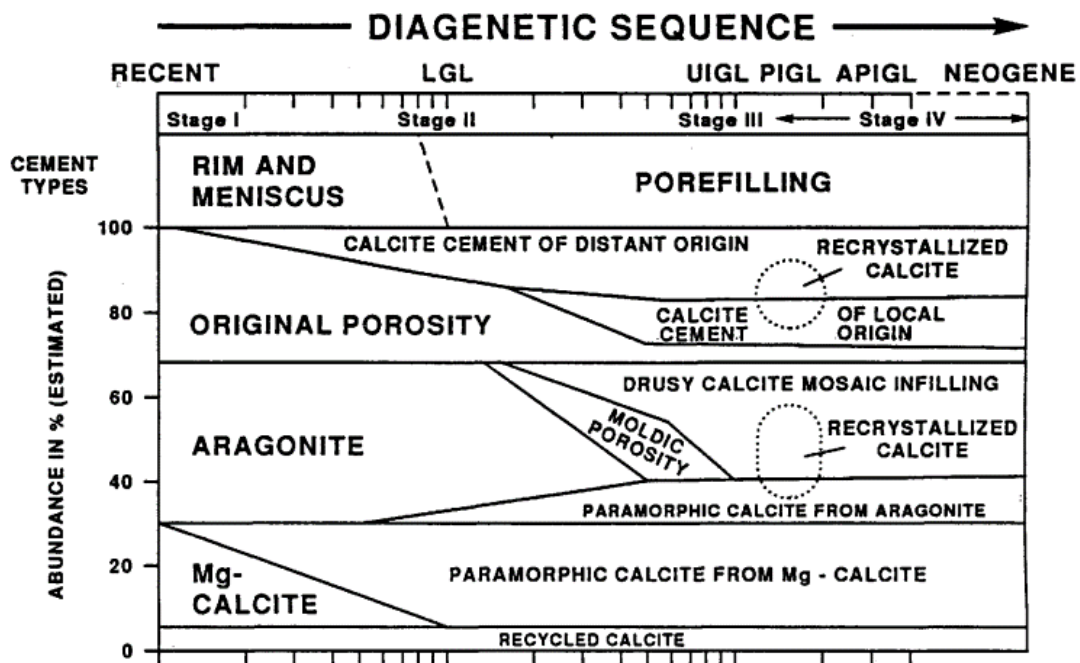 DIAGENETIC SEQUENCE
RECENT LGL UIGL PIGL APIGL NEOGENE
Stage I Stage II Stage III Stage IV
CEMENT
TYPES
RIM AND
MENISCUS
POREFILLING
ABUNDANCE IN % (ESTIMATED)
100
80
60
40
20
0
CALCITE CEMENT OF DISTANT ORIGIN
RECRYSTALLIZED
CALCITE
ORIGINAL POROSITY
CALCITE
CEMENT
OF LOCAL
ORIGIN
DRUSY CALCITE MOSAIC INFILLING
MOLDIC
POROSITY
ARAGONITE
RECRYSTALLIZED
CALCITE
PARAMORPHIC CALCITE FROM ARAGONITE
Mg-
CALCITE
PARAMORPHIC CALCITE FROM Mg - CALCITE
RECYCLED CALCITE